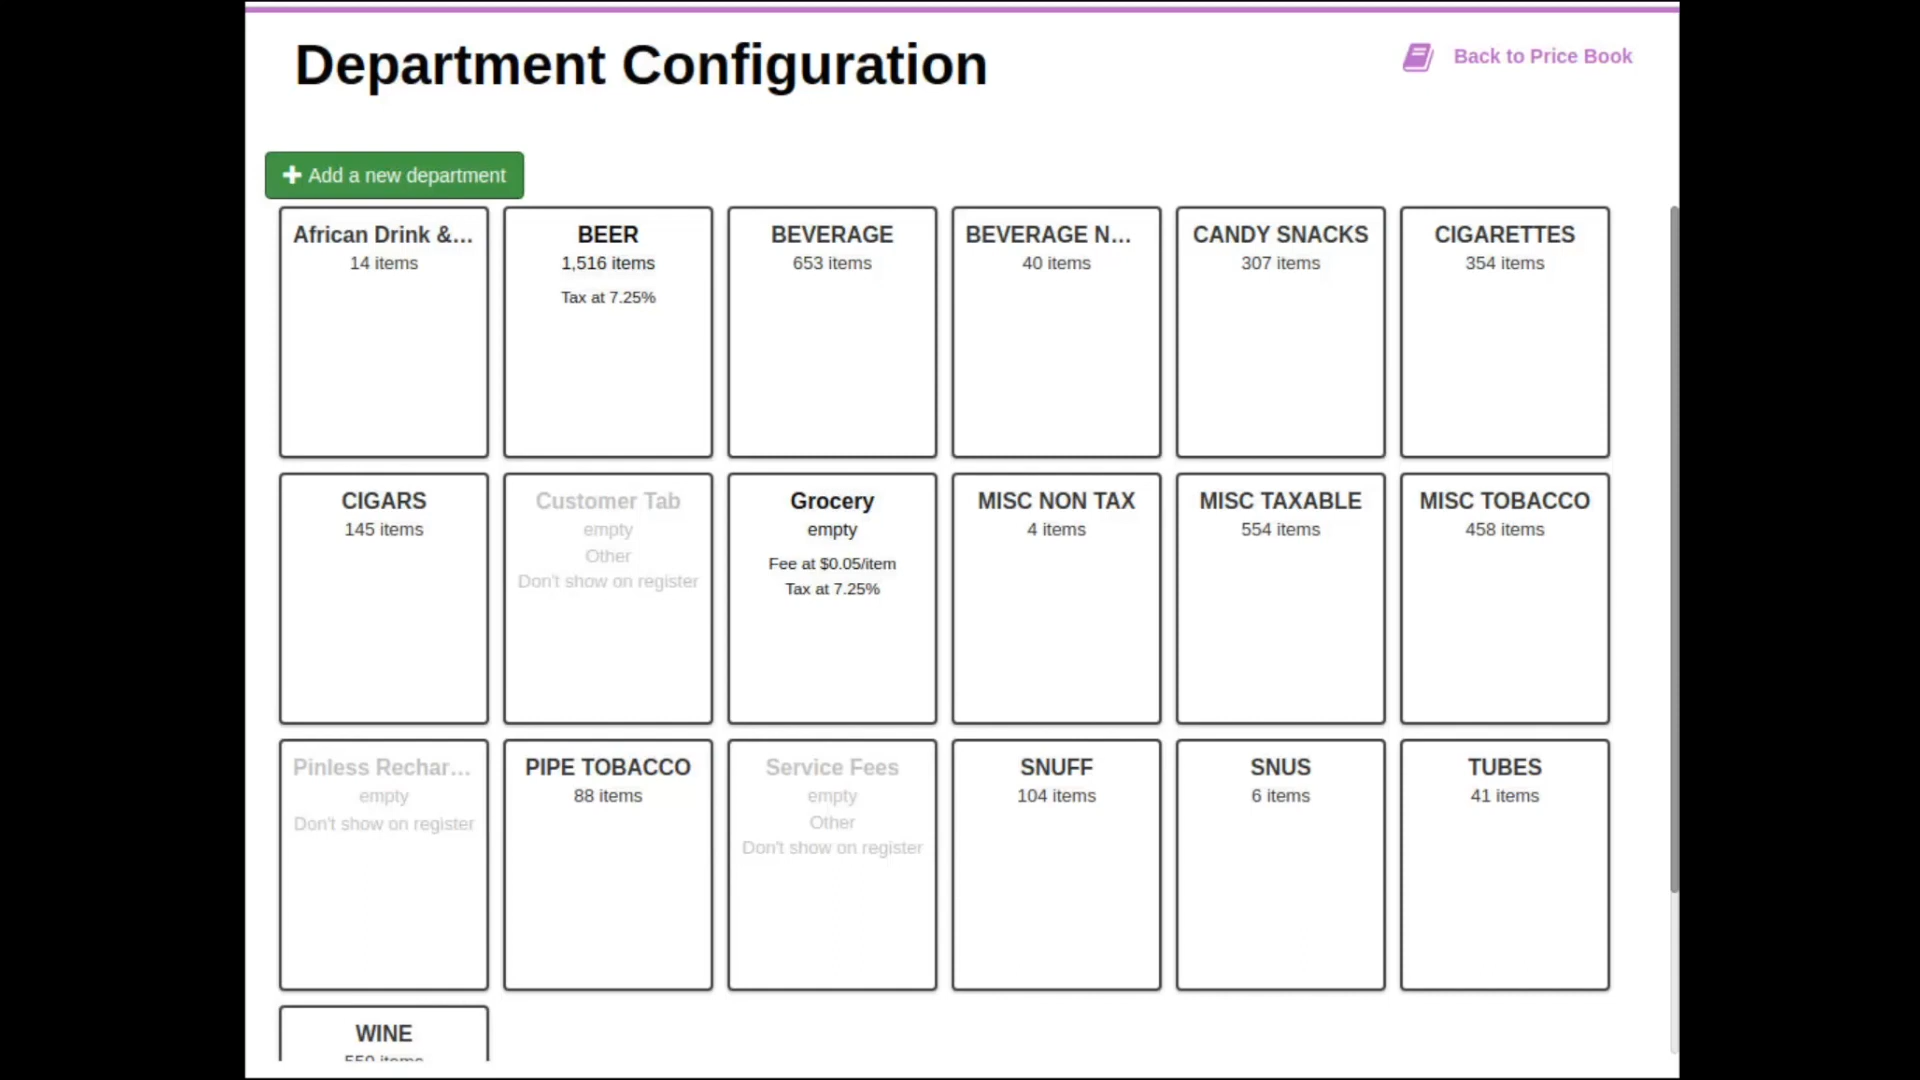 Department Configuration
Back to Price Book
Add a new department
African Drink &...
14 items
BEER
1,516 items
Tax at 7.25%
BEVERAGE
653 items
BEVERAGE N...
40 items
CANDY SNACKS
307 items
CIGARETTES
354 items
CIGARS
145 items
Customer Tab
empty
Other
Don't show on register
Grocery
empty
Fee at $0.05/item
Tax at 7.25%
MISC NON TAX
4 items
MISC TAXABLE
554 items
MISC TOBACCO
458 items
Pinless Rechar...
empty
Don't show on register
PIPE TOBACCO
88 items
Service Fees
empty
Other
Don't show on register
SNUFF
104 items
SNUS
6 items
TUBES
41 items
WINE
items